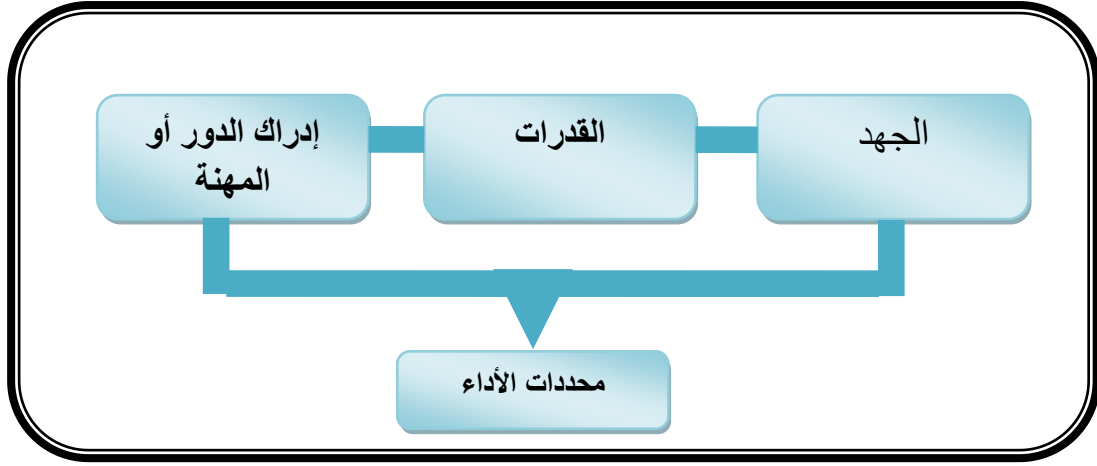 الجهد
القدرات
إدراك الدور أو
المهنة
محددات الأداء